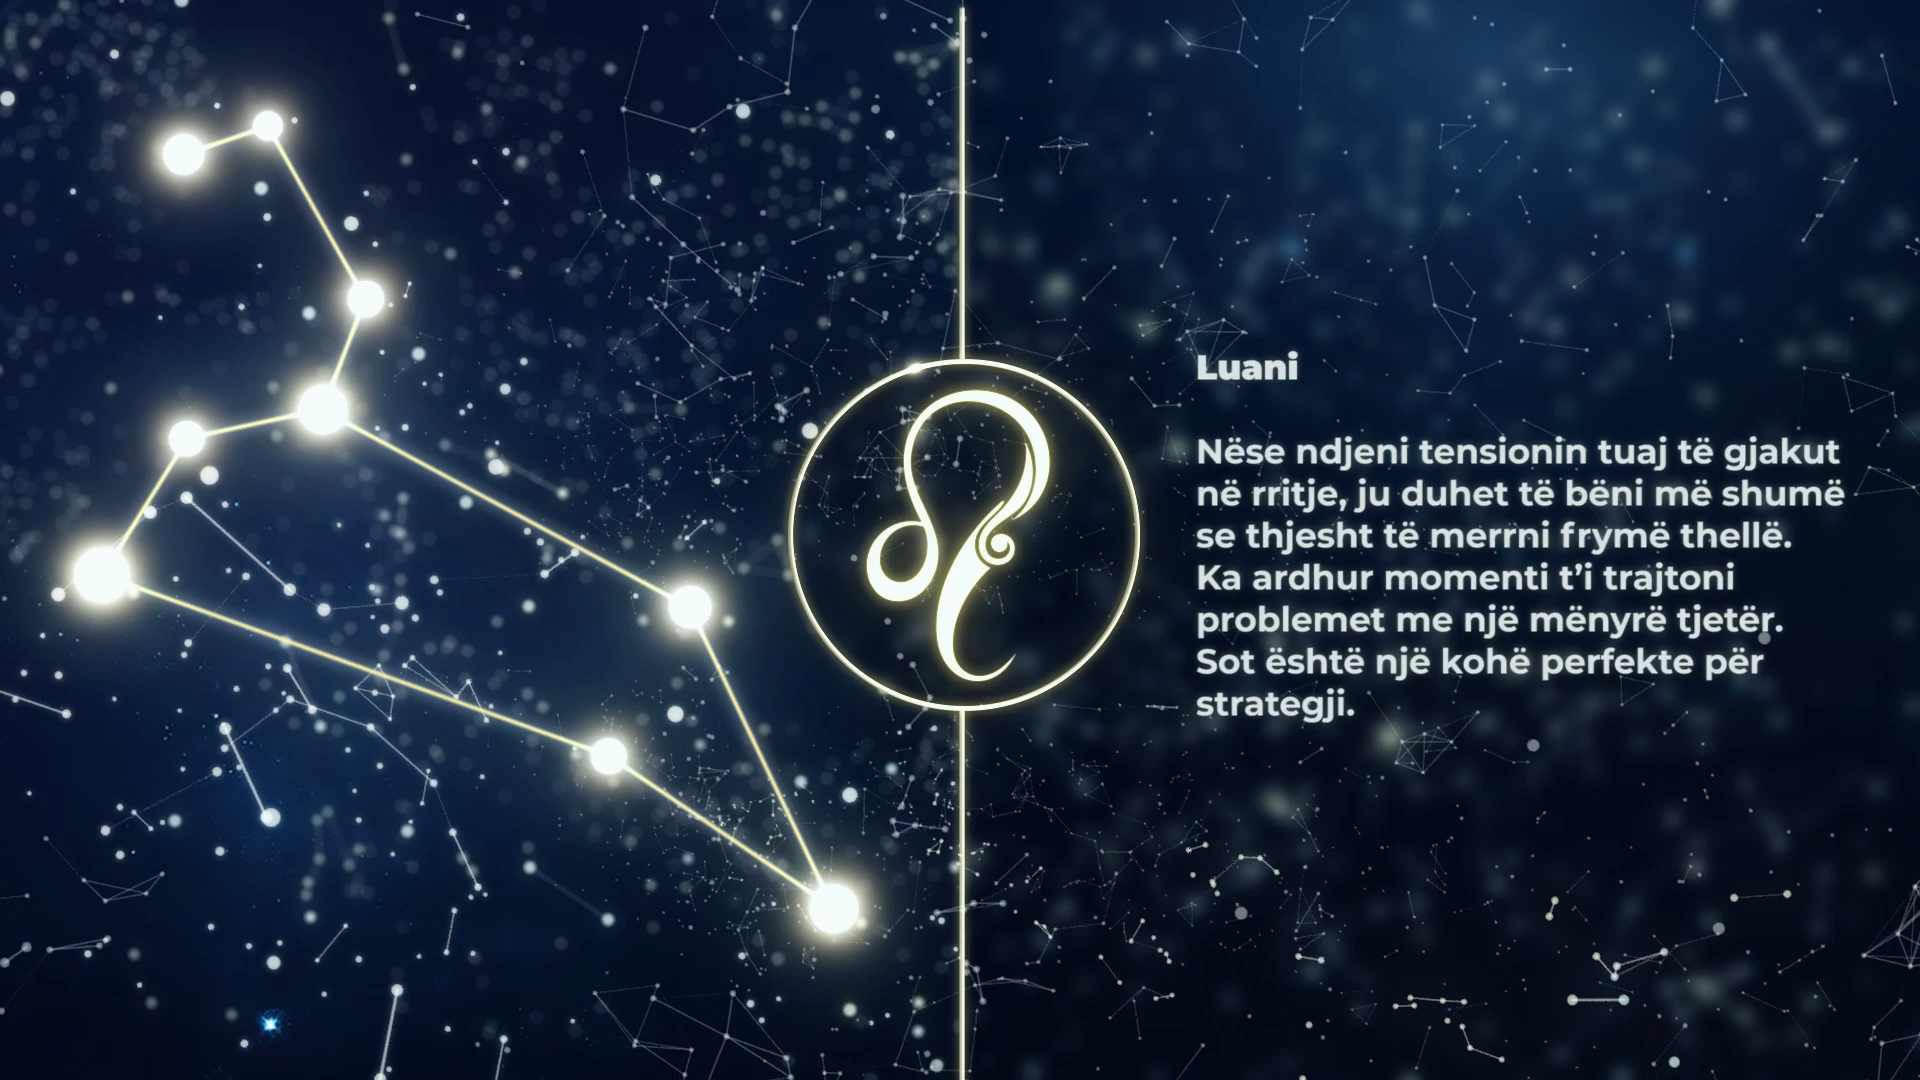 Luani
Nëse ndjeni tensionin tuaj të gjakut
në rritje, ju duhet të bëni më shumë
se thjesht të merrni frymë thellë.
Ka ardhur momenti t’i trajtoni
problemet me një mënyrë tjetër.
Sot është një kohë perfekte për
strategji.